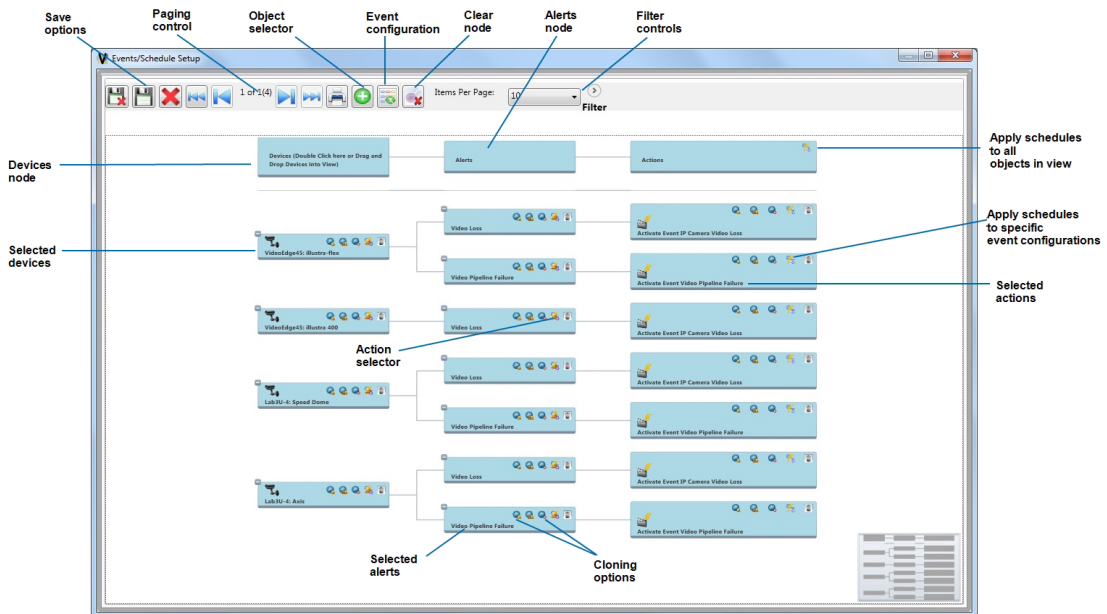 Save
options
Paging
control
Object
selector
Event
configuration
Clear
node
Alerts
node
Filter
controls
Events/Schedule Setup
1 of 1(4)
Items Per Page:
10
Filter
Devices
node
Devices (Double Click here or Drag and
Drop Devices into View)
Alerts
Actions
Apply schedules
to all
objects in view
Selected
devices
VideoEdge45: illustra-flex
Video Loss
Activate Event IP Camera Video Loss
Apply schedules
to specific
event configurations
Video Pipeline Failure
Activate Event Video Pipeline Failure
Selected
actions
VideoEdge45: illustra 400
Video Loss
Activate Event IP Camera Video Loss
Action
selector
Lab3U-4: Speed Dome
Video Loss
Activate Event IP Camera Video Loss
Video Pipeline Failure
Activate Event Video Pipeline Failure
Lab3U-4: Axis
Video Loss
Activate Event IP Camera Video Loss
Video Pipeline Failure
Activate Event Video Pipeline Failure
Selected
alerts
Cloning
options